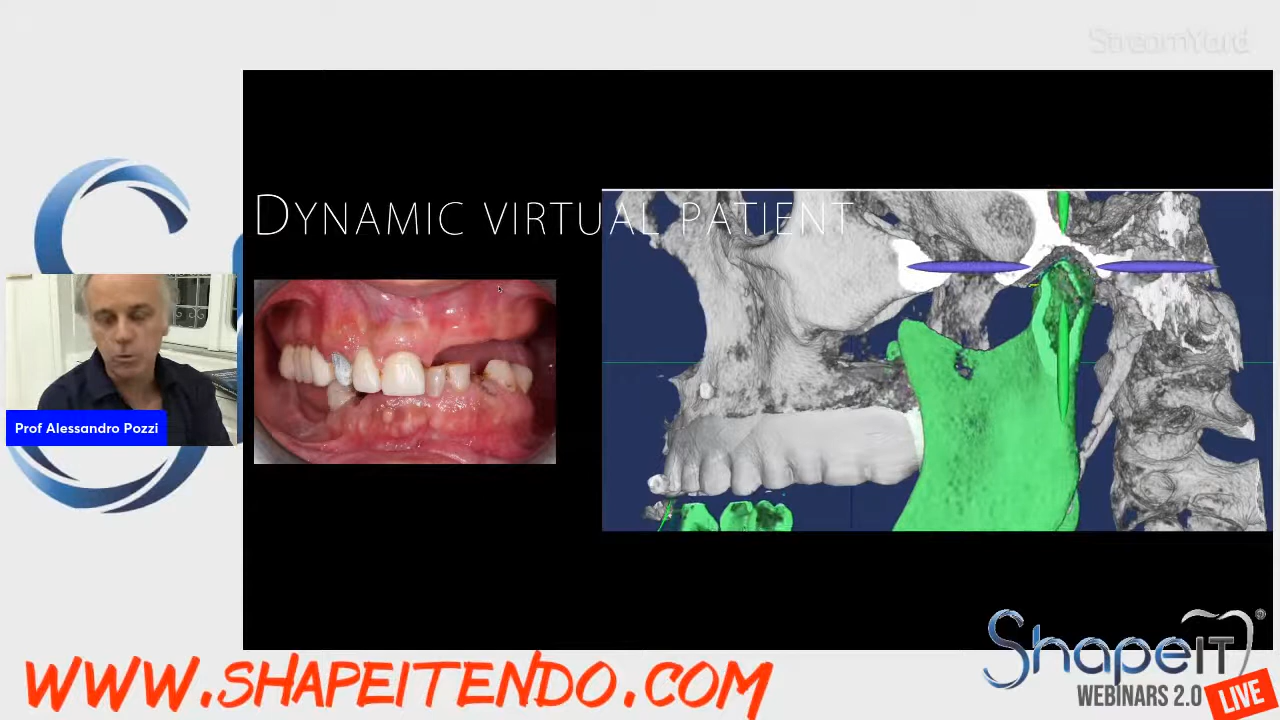 StreamYard
DYNAMIC VIRTUAL PATIENT
Prof Alessandro Pozzi
ShapeIT®
WEBINARS 2.0
LIVE
WWW.SHAPEITENDO.COM